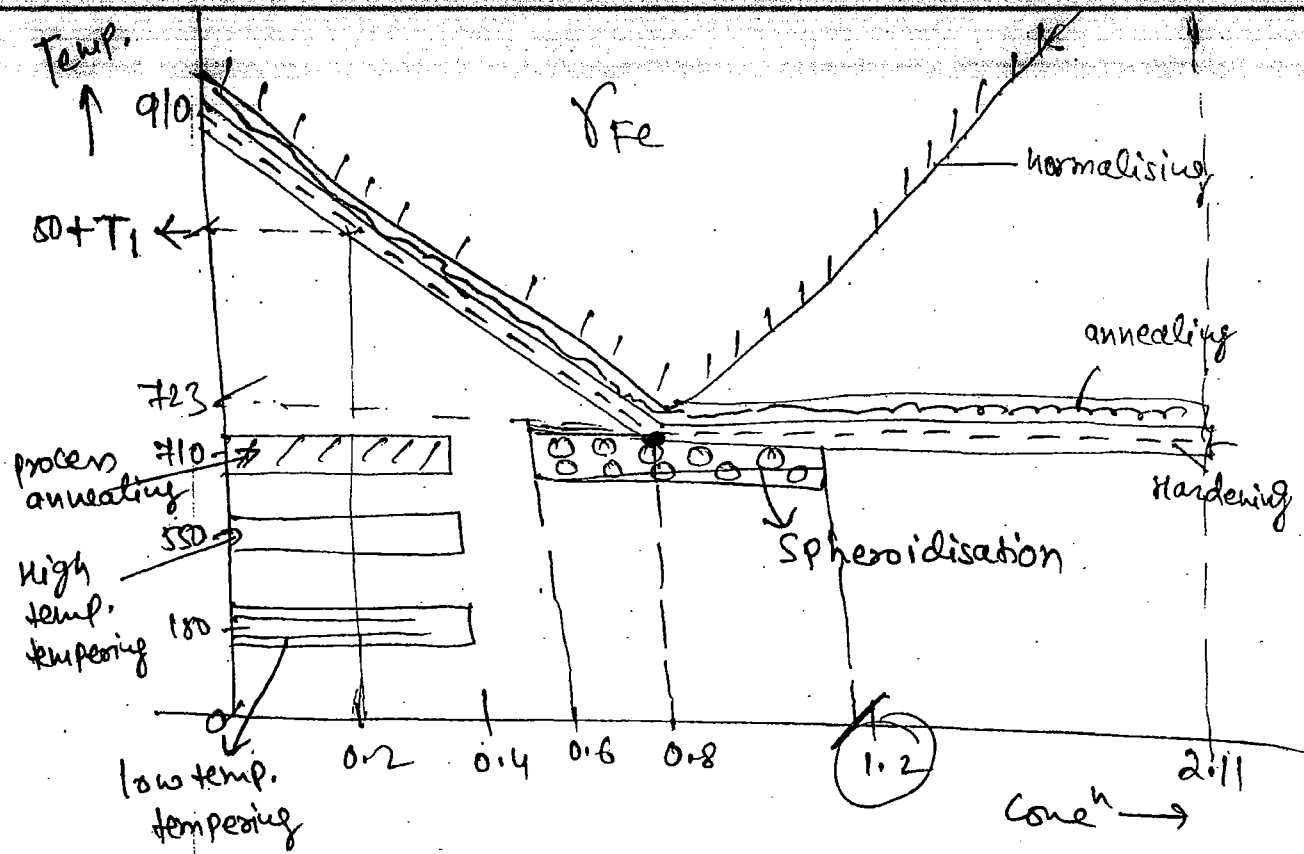 Temp.
910
γFe
normalising
50+T1
annealing
723
710
process
annealing
Hardening
550
Spheroidisation
High
temp.
tempering
180
0
0.2
0.4
0.6
0.8
1.2
2.11
low temp.
tempering
Concⁿ